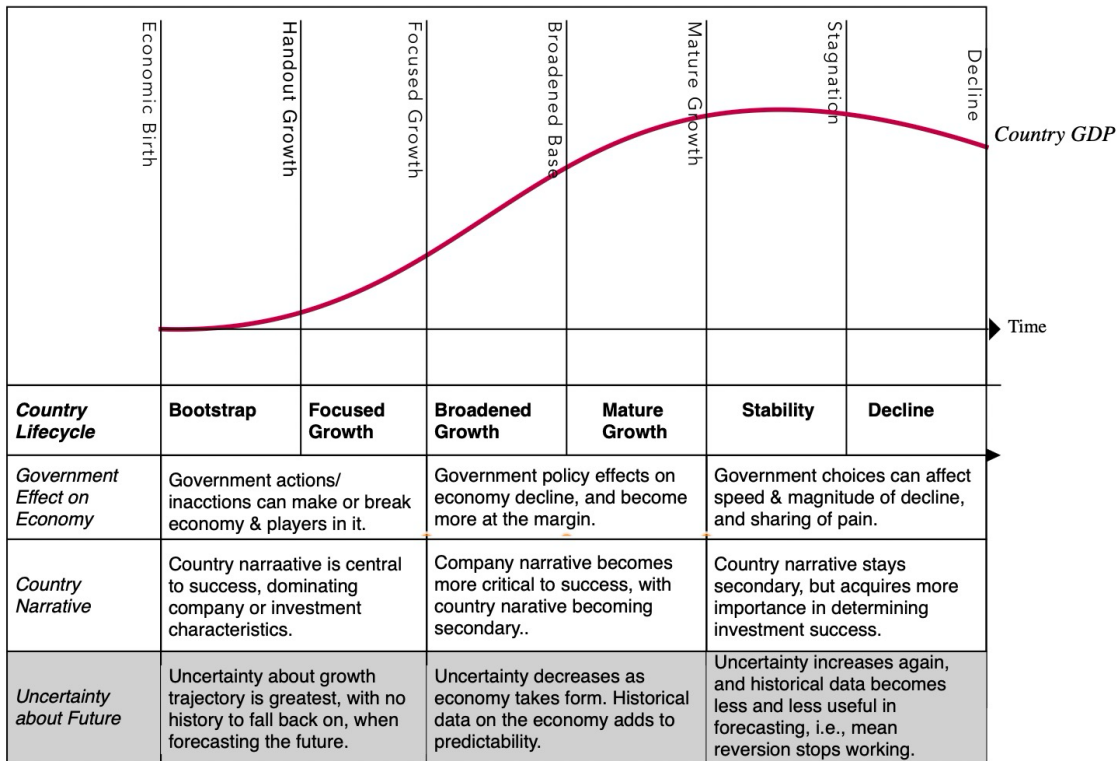 Economic Birth
Handout Growth
Focused Growth
Broadened Base
Mature Growth
Stagnation
Decline
Country GDP
Time
Country
Lifecycle
Bootstrap
Focused
Growth
Broadened
Growth
Mature
Growth
Stability
Decline
Government
Effect on
Economy
Government actions/
inacctions can make or break
economy & players in it.
Government policy effects on
economy decline, and become
more at the margin.
Government choices can affect
speed & magnitude of decline,
and sharing of pain.
Country
Narrative
Country narraative is central
to success, dominating
company or investment
characteristics.
Company narrative becomes
more critical to success, with
country narative becoming
secondary..
Country narrative stays
secondary, but acquires more
importance in determining
investment success.
Uncertainty
about Future
Uncertainty about growth
trajectory is greatest, with no
history to fall back on, when
forecasting the future.
Uncertainty decreases as
economy takes form. Historical
data on the economy adds to
predictability.
Uncertainty increases again,
and historical data becomes
less and less useful in
forecasting, i.e., mean
reversion stops working.